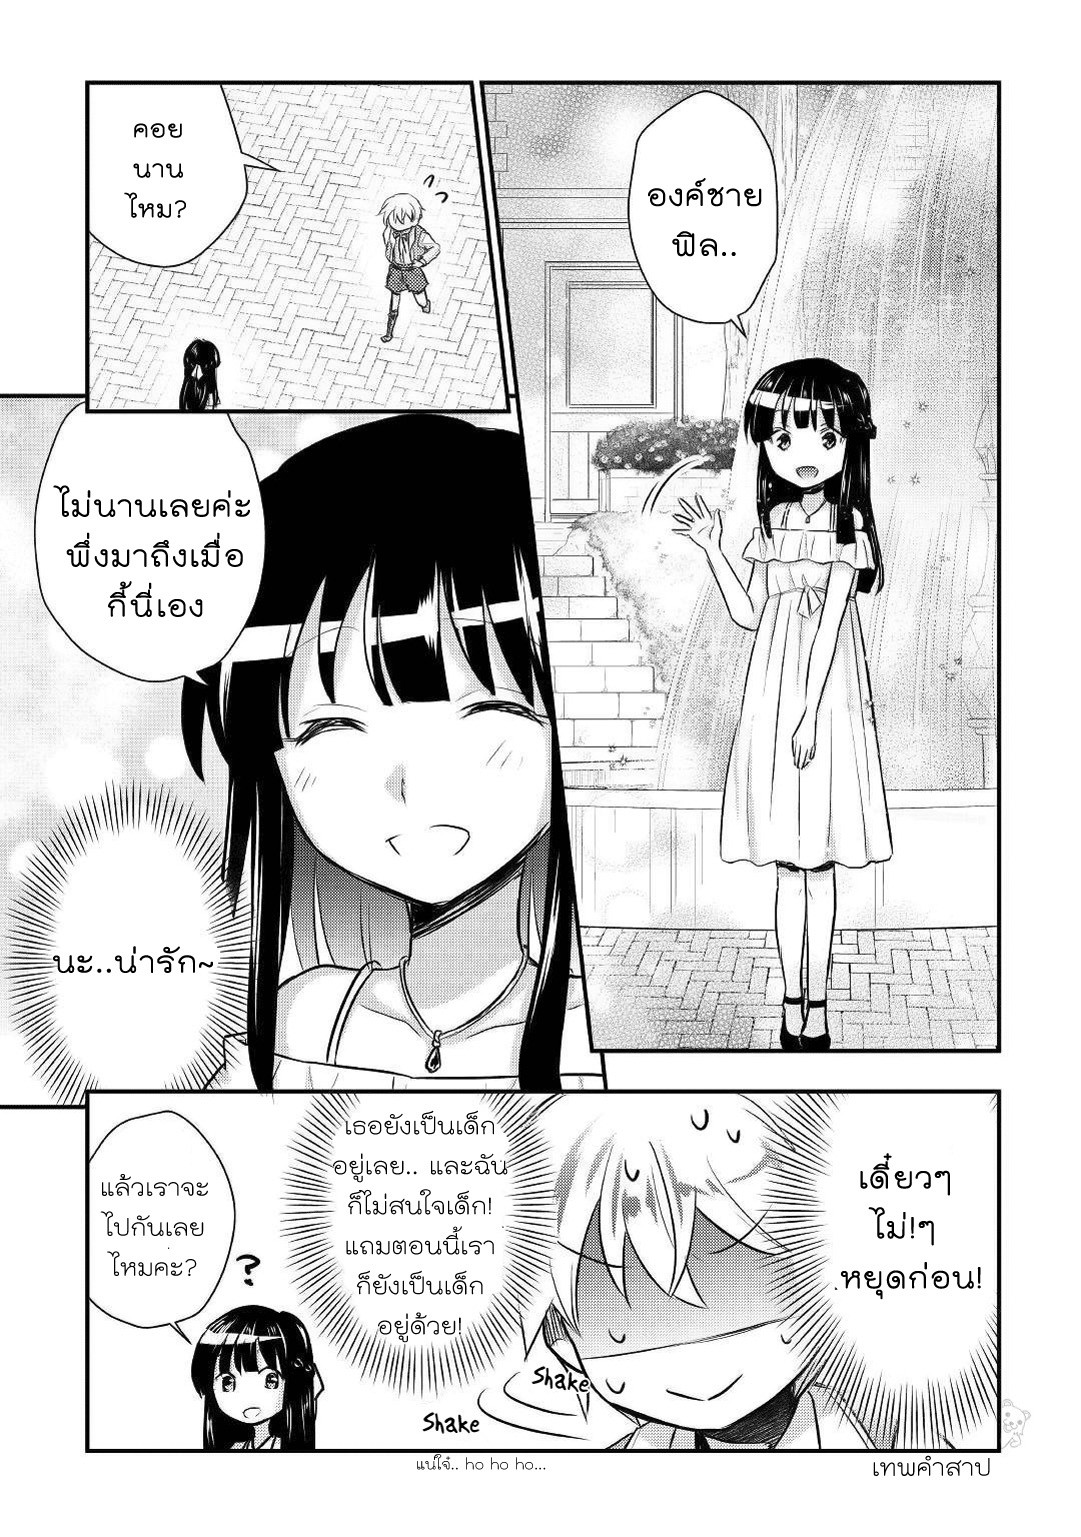 องค์ชาย
ฟิล..
คอย
นาน
ไหม?
ไม่นานเลยค่ะ
พึ่งมาถึงเมื่อ
กี้นี่เอง
นะ..น่ารัก~
เดี๋ยวๆ
ไม่!ๆ
หยุดก่อน!
เธอยังเป็นเด็ก
อยู่เลย.. และฉัน
ก็ไม่สนใจเด็ก!
แถมตอนนี้เรา
ก็ยังเป็นเด็ก
อยู่ด้วย!
Shake
Shake
แล้วเราจะ
ไปกันเลย
ไหมคะ?
?
แน่ใจ๋.. ho ho ho...
เทพคำสาป